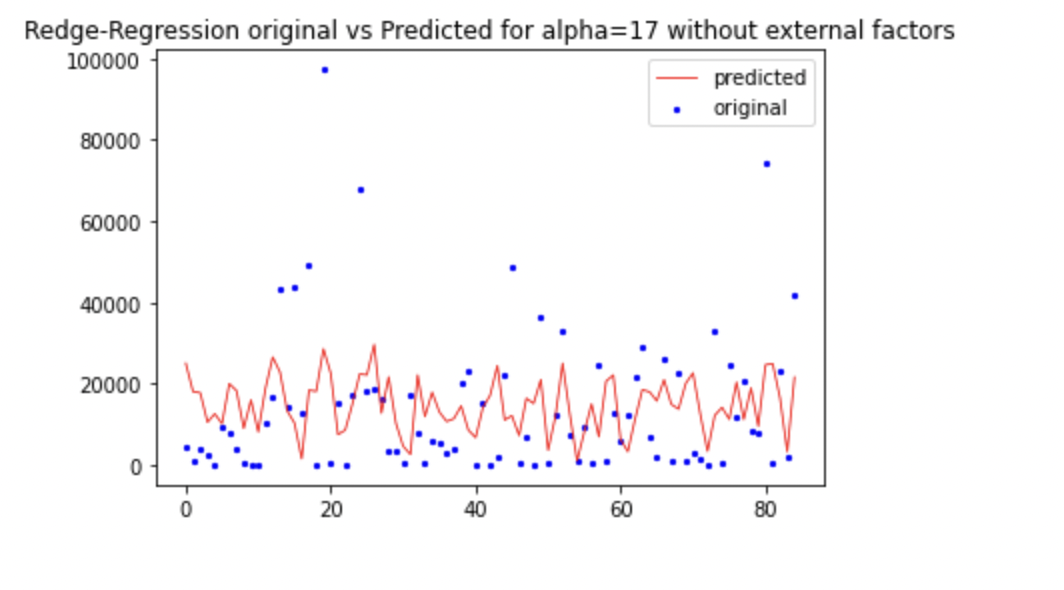 Redge-Regression original vs Predicted for alpha=17 without external factors
100000
predicted
original
80000
60000
40000
20000
0
0 20 40 60 80